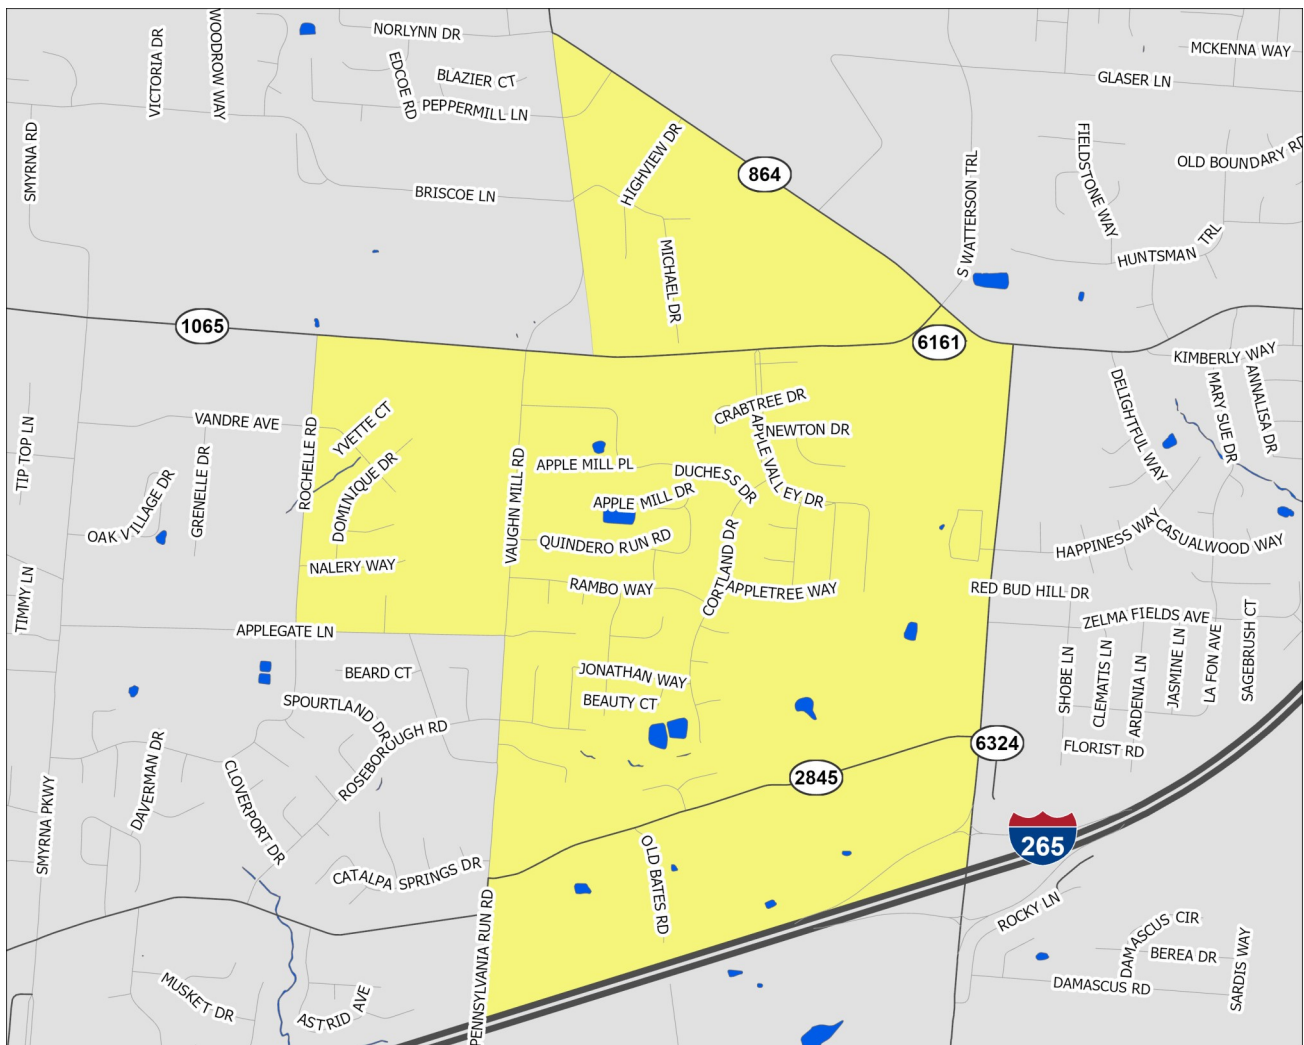 NORLYNN DR
VICTORIA DR
WOODROW WAY
EDCOE RD
BLAZIER CT
PEPPERMILL LN
MCKENNA WAY
GLASER LN
SMYRNA RD
HIGHVIEW DR
864
FIELDSTONE WAY
OLD BOUNDARY RD
BRISCOE LN
S WATTERSON TRL
HUNTSMAN TRL
MICHAEL DR
1065
6161
KIMBERLY WAY
DELIGHTFUL WAY
MARY SUE DR
ANNALISA DR
TIP TOP LN
VANDRE AVE
ROCHELLE RD
YVETTE CT
CRABTREE DR
NEWTON DR
APPLE VALLEY DR
GRENELLE DR
DOMINIQUE DR
VAUGHN MILL RD
APPLE MILL PL
DUCHESS DR
APPLE MILL DR
OAK VILLAGE DR
QUINDERO RUN RD
HAPPINESS WAY
CASUALWOOD WAY
NALERY WAY
TIMMY LN
RAMBO WAY
CORTLAND DR
APPLETREE WAY
RED BUD HILL DR
ZELMA FIELDS AVE
APPLEGATE LN
SHOBE LN
CLEMATIS LN
ARDENIA LN
JASMINE LN
LA FON AVE
SAGEBRUSH CT
BEARD CT
JONATHAN WAY
BEAUTY CT
SPOURTLAND DR
ROSEBOROUGH RD
6324
FLORIST RD
2845
DAVERMAN DR
CLOVERPORT DR
SMYRNA PKWY
265
OLD BATES RD
CATALPA SPRINGS DR
PENNSYLVANIA RUN RD
ROCKY LN
DAMASCUS CIR
BEREA DR
SARDIS WAY
DAMASCUS RD
MUSKET DR
ASTRID AVE